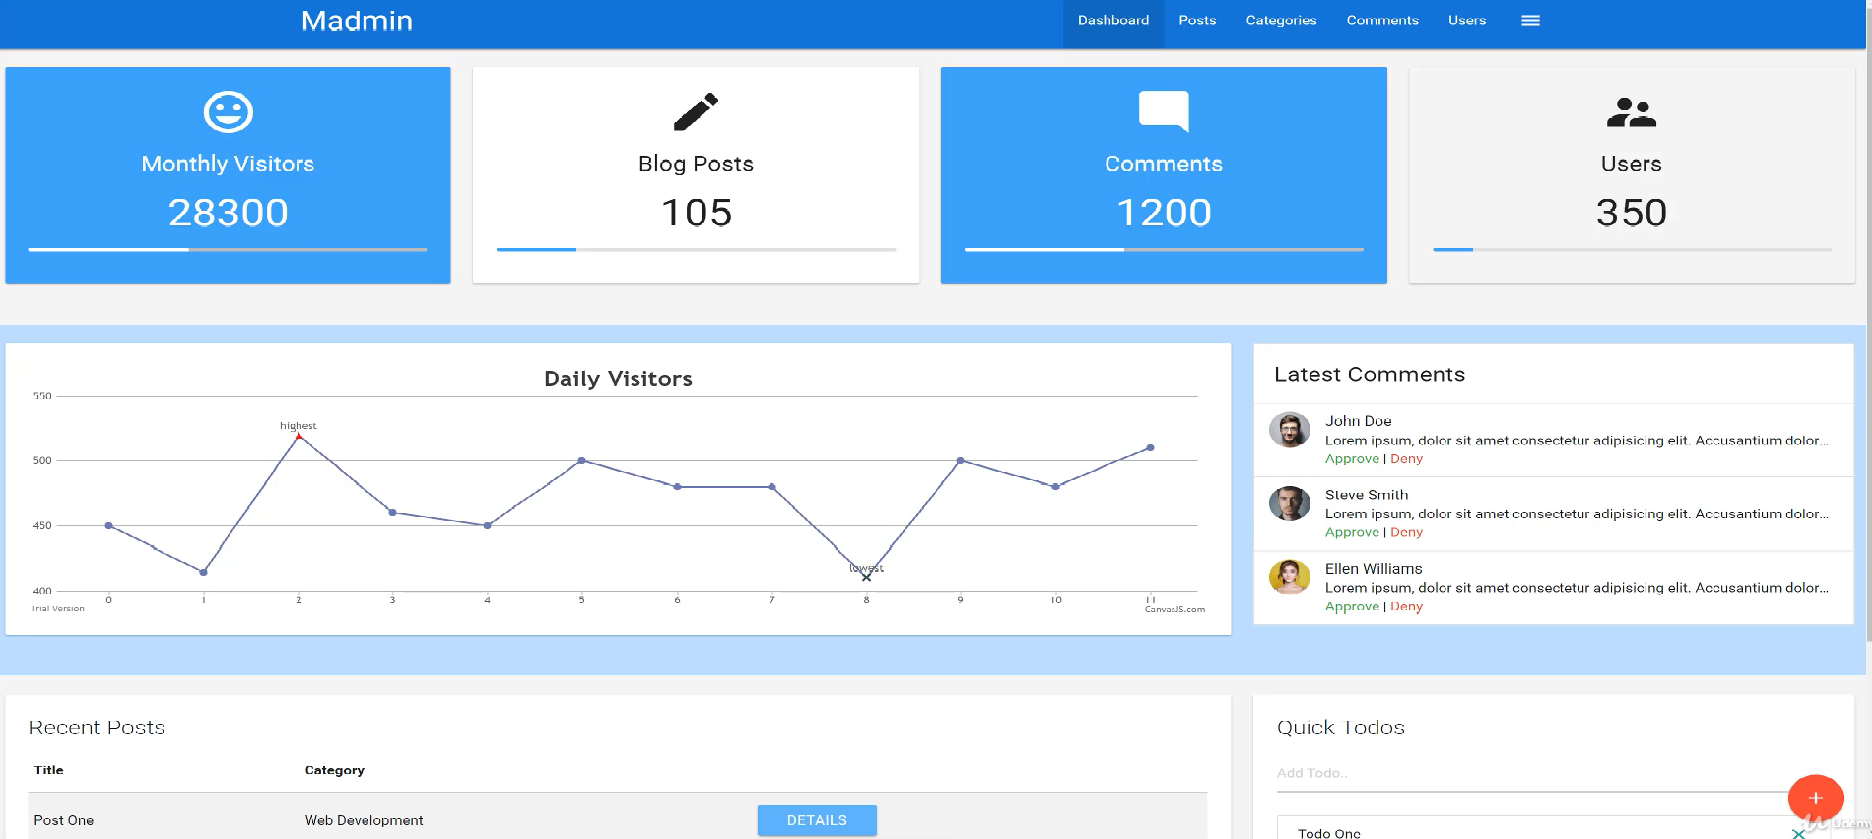 Madmin
Dashboard
Posts
Categories
Comments
Users
Monthly Visitors
28300
Blog Posts
105
Comments
1200
Users
350
Daily Visitors
550
500
450
400
highest
lowest
0 1 2 3 4 5 6 7 8 9 10 11
Trial Version
CanvasJS.com
Latest Comments
John Doe
Lorem ipsum, dolor sit amet consectetur adipisicing elit. Accusantium dolor...
Approve | Deny
Steve Smith
Lorem ipsum, dolor sit amet consectetur adipisicing elit. Accusantium dolor...
Approve | Deny
Ellen Williams
Lorem ipsum, dolor sit amet consectetur adipisicing elit. Accusantium dolor...
Approve | Deny
Recent Posts
Title Category
Post One Web Development DETAILS
Quick Todos
Add Todo..
Todo One